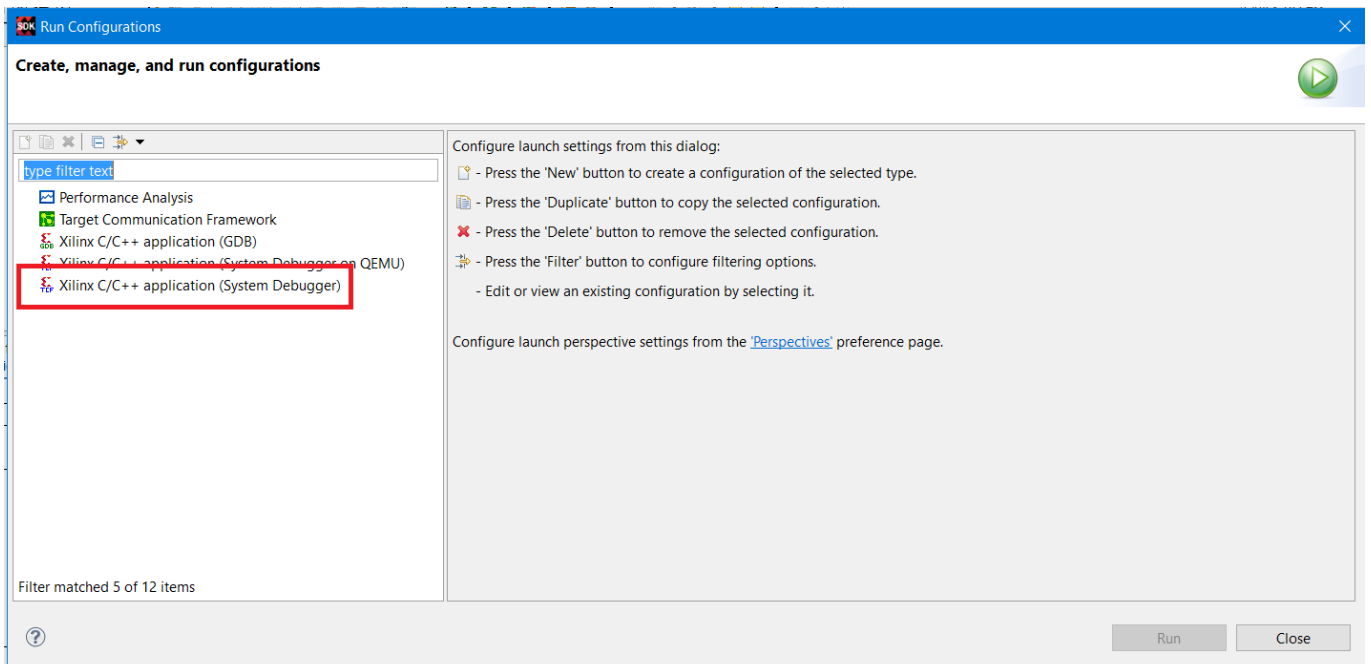 SDK Run Configurations
Create, manage, and run configurations
type filter text
Performance Analysis
Target Communication Framework
Xilinx C/C++ application (GDB)
Xilinx C/C++ application (System Debugger on QEMU)
Xilinx C/C++ application (System Debugger)
Filter matched 5 of 12 items
Configure launch settings from this dialog:
- Press the 'New' button to create a configuration of the selected type.
- Press the 'Duplicate' button to copy the selected configuration.
- Press the 'Delete' button to remove the selected configuration.
- Press the 'Filter' button to configure filtering options.
- Edit or view an existing configuration by selecting it.
Configure launch perspective settings from the 'Perspectives' preference page.
Run
Close